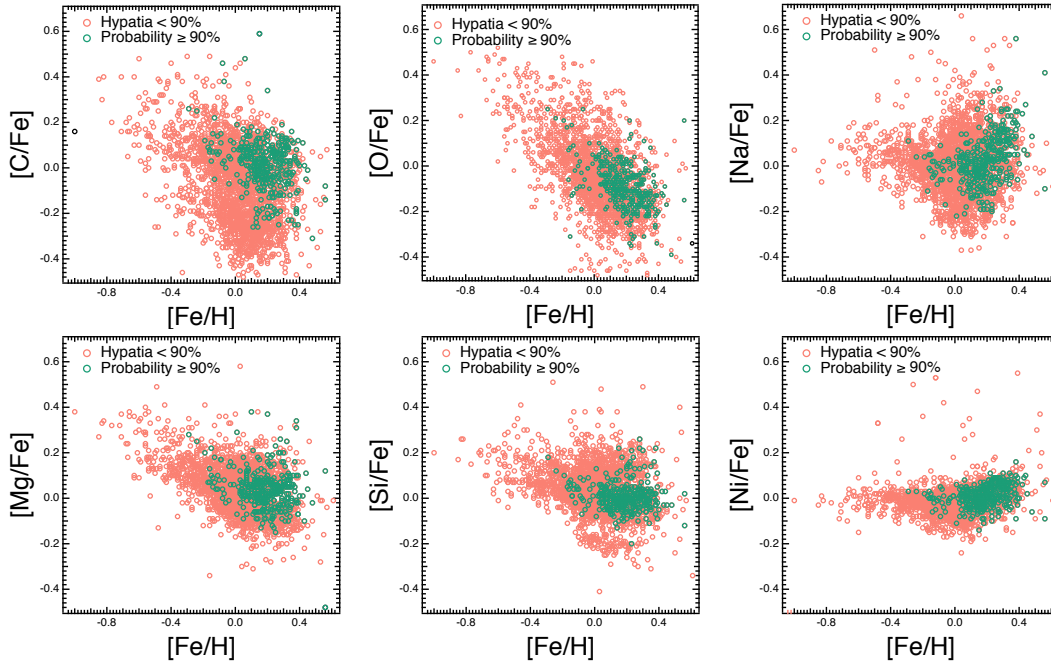 Hypatia < 90%
Probability ≥ 90%
0.6
0.4
0.2
0.0
-0.2
-0.4
[C/Fe]
-0.8 -0.4 0.0 0.4
[Fe/H]
Hypatia < 90%
Probability ≥ 90%
0.6
0.4
0.2
0.0
-0.2
-0.4
[O/Fe]
-0.8 -0.4 0.0 0.4
[Fe/H]
Hypatia < 90%
Probability ≥ 90%
0.6
0.4
0.2
0.0
-0.2
-0.4
[Na/Fe]
-0.8 -0.4 0.0 0.4
[Fe/H]
Hypatia < 90%
Probability ≥ 90%
0.6
0.4
0.2
0.0
-0.2
-0.4
[Mg/Fe]
-0.8 -0.4 0.0 0.4
[Fe/H]
Hypatia < 90%
Probability ≥ 90%
0.6
0.4
0.2
0.0
-0.2
-0.4
[Si/Fe]
-0.8 -0.4 0.0 0.4
[Fe/H]
Hypatia < 90%
Probability ≥ 90%
0.6
0.4
0.2
0.0
-0.2
-0.4
[Ni/Fe]
-0.8 -0.4 0.0 0.4
[Fe/H]